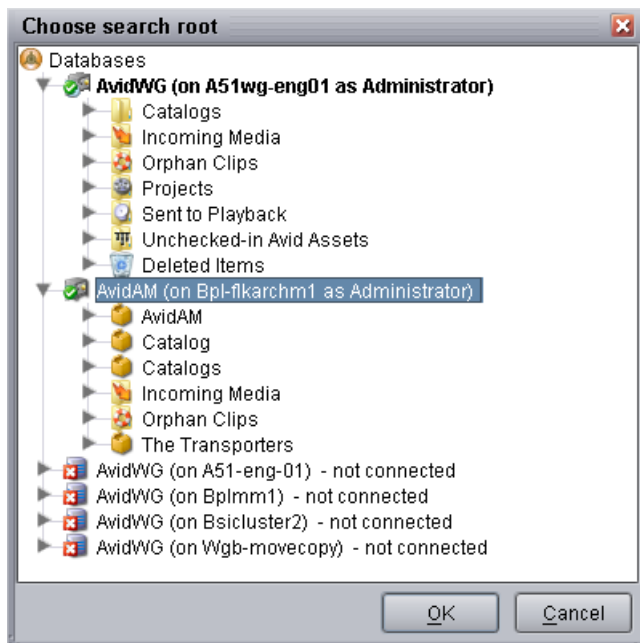 Choose search root
Databases
AvidWG (on A51wg-eng01 as Administrator)
Catalogs
Incoming Media
Orphan Clips
Projects
Sent to Playback
Unchecked-in Avid Assets
Deleted Items
AvidAM (on Bpl-flkarchm1 as Administrator)
AvidAM
Catalog
Catalogs
Incoming Media
Orphan Clips
The Transporters
AvidWG (on A51-eng-01) - not connected
AvidWG (on Bplmm1) - not connected
AvidWG (on Bsicluster2) - not connected
AvidWG (on Wgb-movecopy) - not connected
OK Cancel